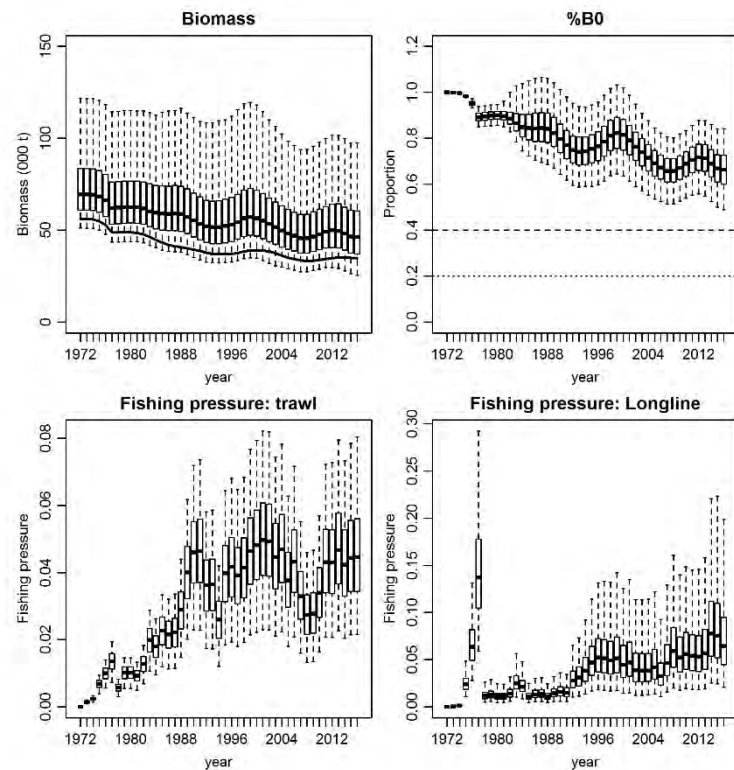 Biomass
%B0
150
100
50
0
Biomass (000 t)
1972 1980 1988 1996 2004 2012
year
1.2
1.0
0.8
0.6
0.4
0.2
0.0
Proportion
1972 1980 1988 1996 2004 2012
year
Fishing pressure: trawl
Fishing pressure: Longline
0.08
0.06
0.04
0.02
0.00
Fishing pressure
1972 1980 1988 1996 2004 2012
year
0.30
0.25
0.20
0.15
0.10
0.05
0.00
Fishing pressure
1972 1980 1988 1996 2004 2012
year